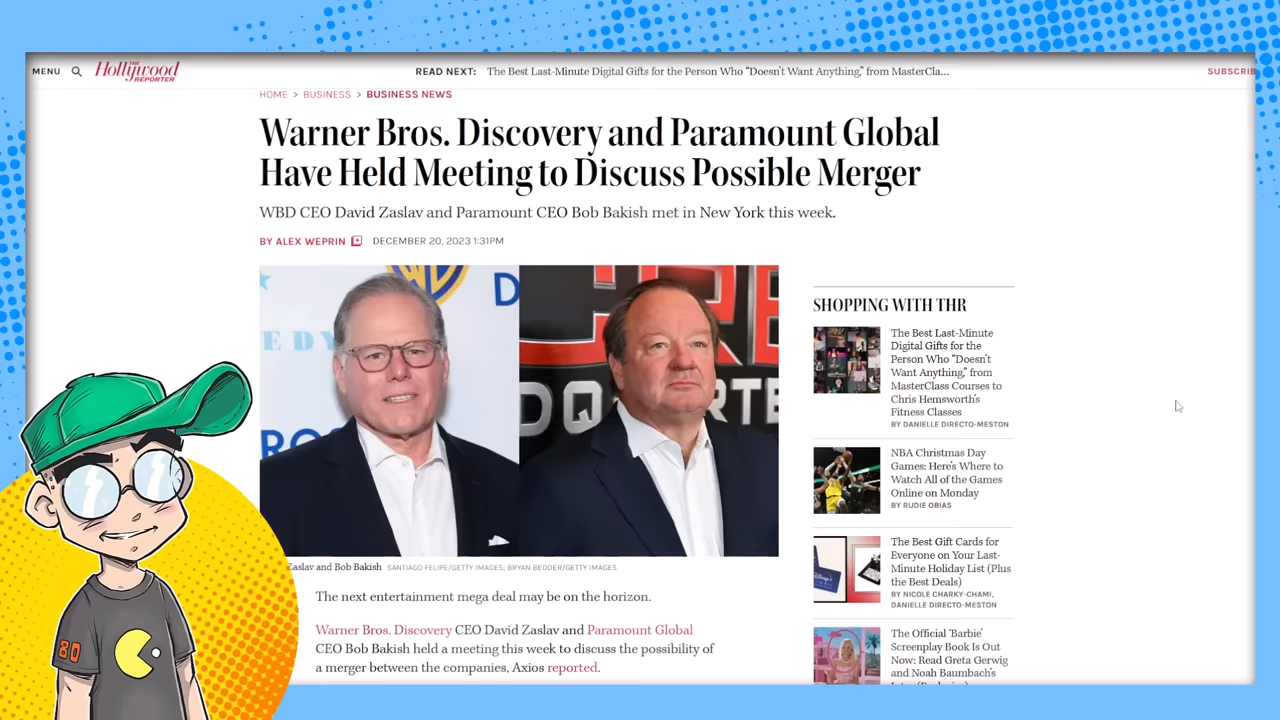 MENU
THE
Hollywood
REPORTER
READ NEXT: The Best Last-Minute Digital Gifts for the Person Who “Doesn’t Want Anything,” from MasterCla...
SUBSCRIB
HOME > BUSINESS > BUSINESS NEWS
Warner Bros. Discovery and Paramount Global
Have Held Meeting to Discuss Possible Merger
WBD CEO David Zaslav and Paramount CEO Bob Bakish met in New York this week.
BY ALEX WEPRIN
DECEMBER 20, 2023 1:31PM
Zaslav and Bob Bakish SANTIAGO FELIPE/GETTY IMAGES; BRYAN BEDDER/GETTY IMAGES
The next entertainment mega deal may be on the horizon.
Warner Bros. Discovery CEO David Zaslav and Paramount Global
CEO Bob Bakish held a meeting this week to discuss the possibility of
a merger between the companies, Axios reported.
SHOPPING WITH THR
The Best Last-Minute
Digital Gifts for the
Person Who “Doesn’t
Want Anything,” from
MasterClass Courses to
Chris Hemsworth’s
Fitness Classes
BY DANIELLE DIRECTO-MESTON
NBA Christmas Day
Games: Here’s Where to
Watch All of the Games
Online on Monday
BY RUDIE OBIAS
The Best Gift Cards for
Everyone on Your Last-
Minute Holiday List (Plus
the Best Deals)
BY NICOLE CHARKY-CHAMI,
DANIELLE DIRECTO-MESTON
The Official ‘Barbie’
Screenplay Book Is Out
Now: Read Greta Gerwig
and Noah Baumbach’s
80